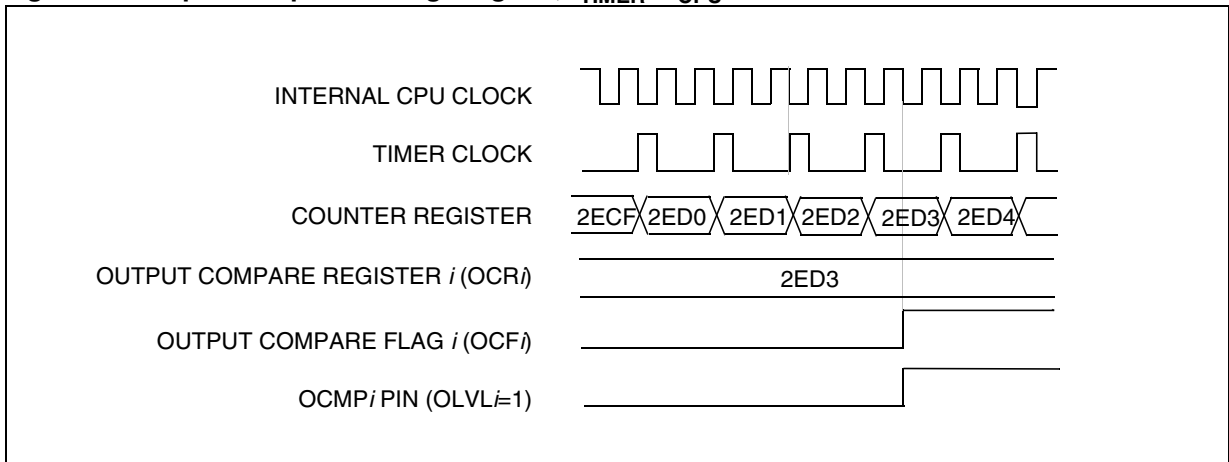 INTERNAL CPU CLOCK
TIMER CLOCK
COUNTER REGISTER
2ECF 2ED0 2ED1 2ED2 2ED3 2ED4
OUTPUT COMPARE REGISTER i (OCRi)
2ED3
OUTPUT COMPARE FLAG i (OCFi)
OCMPi PIN (OLVLi=1)